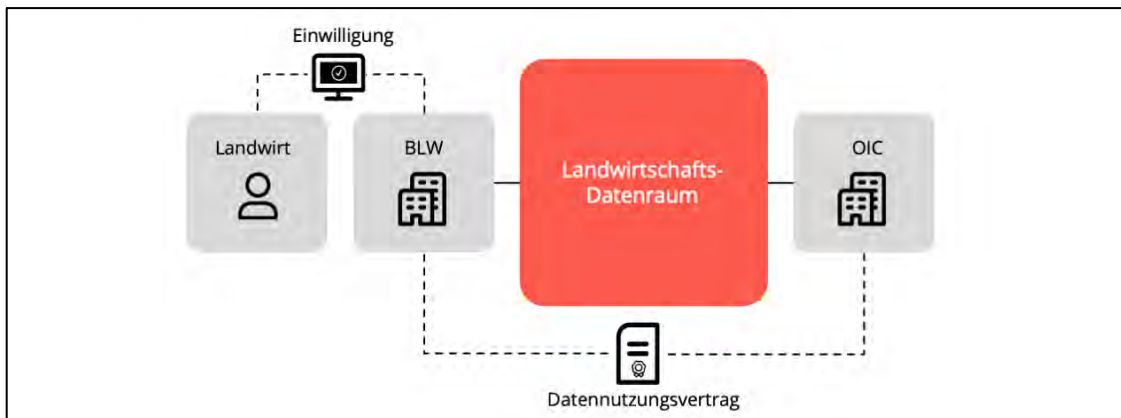 Einwilligung
Landwirt
BLW
Landwirtschafts-
Datenraum
OIC
Datennutzungsvertrag